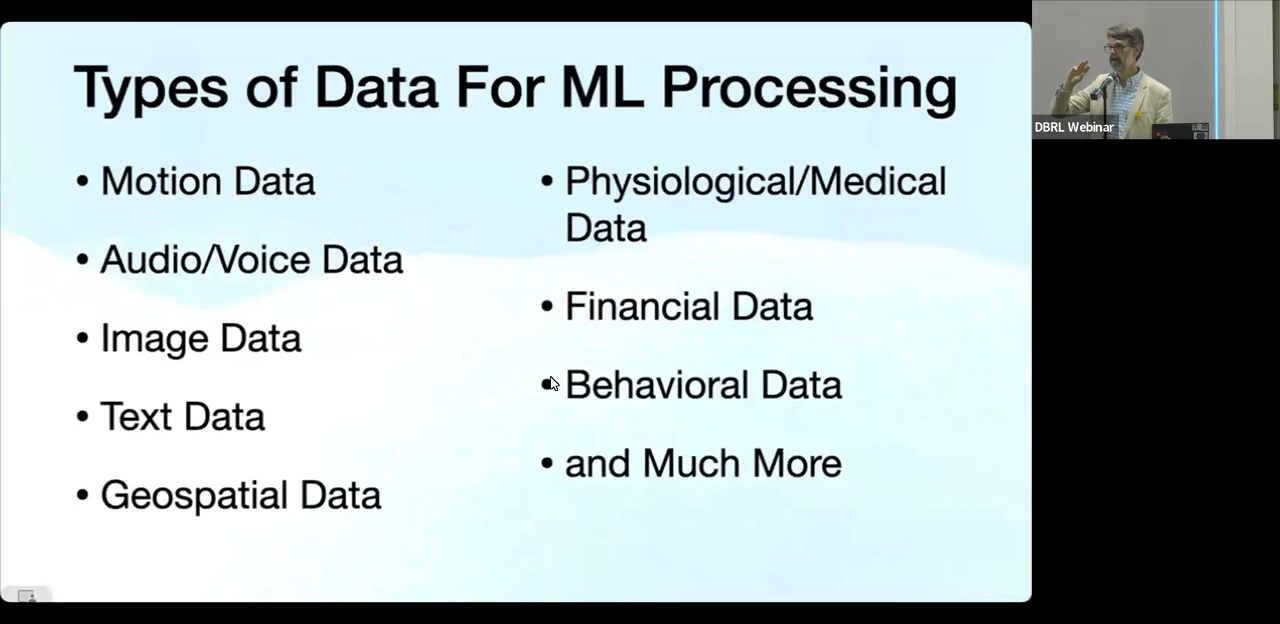 Types of Data For ML Processing
• Motion Data
• Audio/Voice Data
• Image Data
• Text Data
• Geospatial Data
• Physiological/Medical
Data
• Financial Data
• Behavioral Data
• and Much More
DBRL Webinar